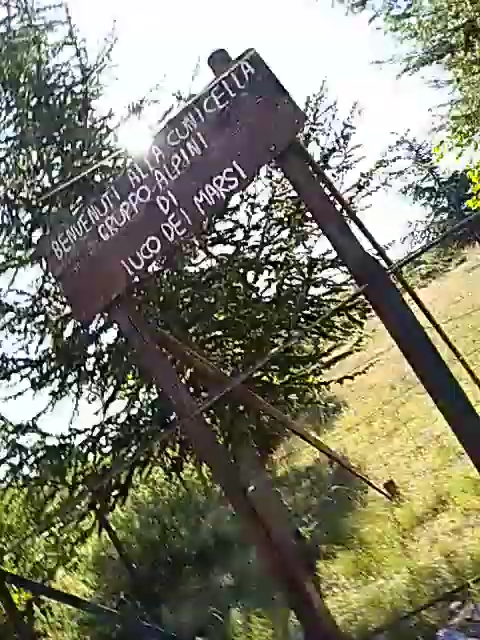 BENVENUTI ALLA CUNICELLA
GRUPPO ALPINI
DI
LUCO DEI MARSI